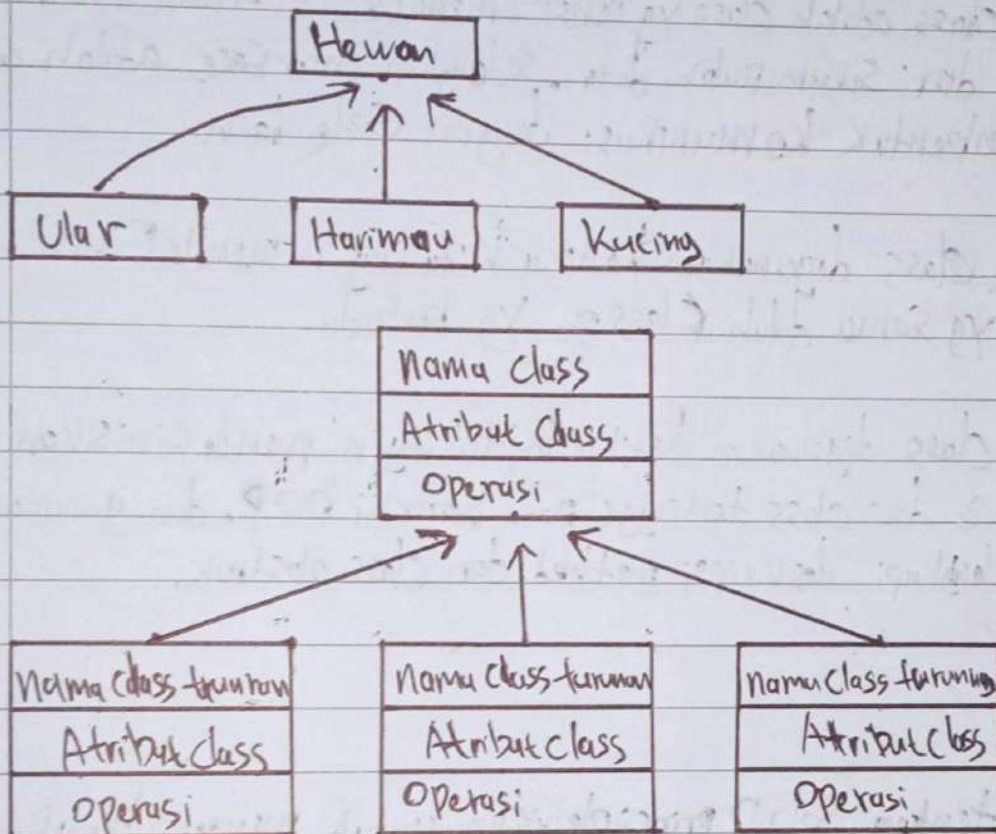 Hewan
Ular Harimau Kucing
Nama Class
Atribut Class
Operasi
Nama Class turunan Nama Class turunan Nama Class turunan
Atribut Class Atribut Class Atribut Class
Operasi Operasi Operasi